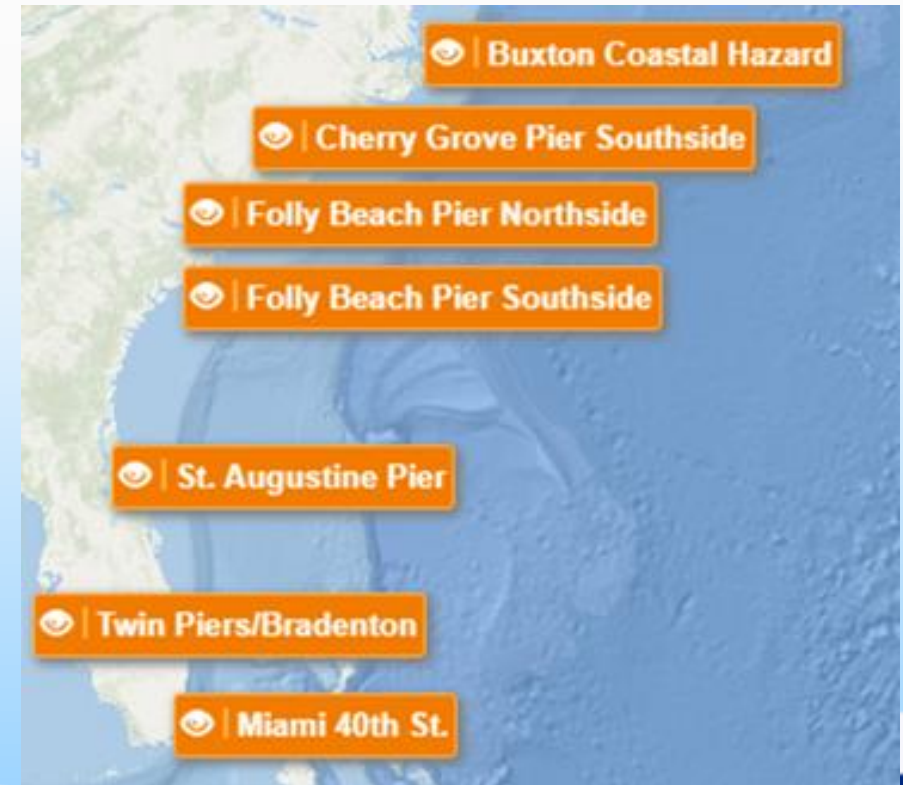 Buxton Coastal Hazard
Cherry Grove Pier Southside
Folly Beach Pier Northside
Folly Beach Pier Southside
St. Augustine Pier
Twin Piers/Bradenton
Miami 40th St.